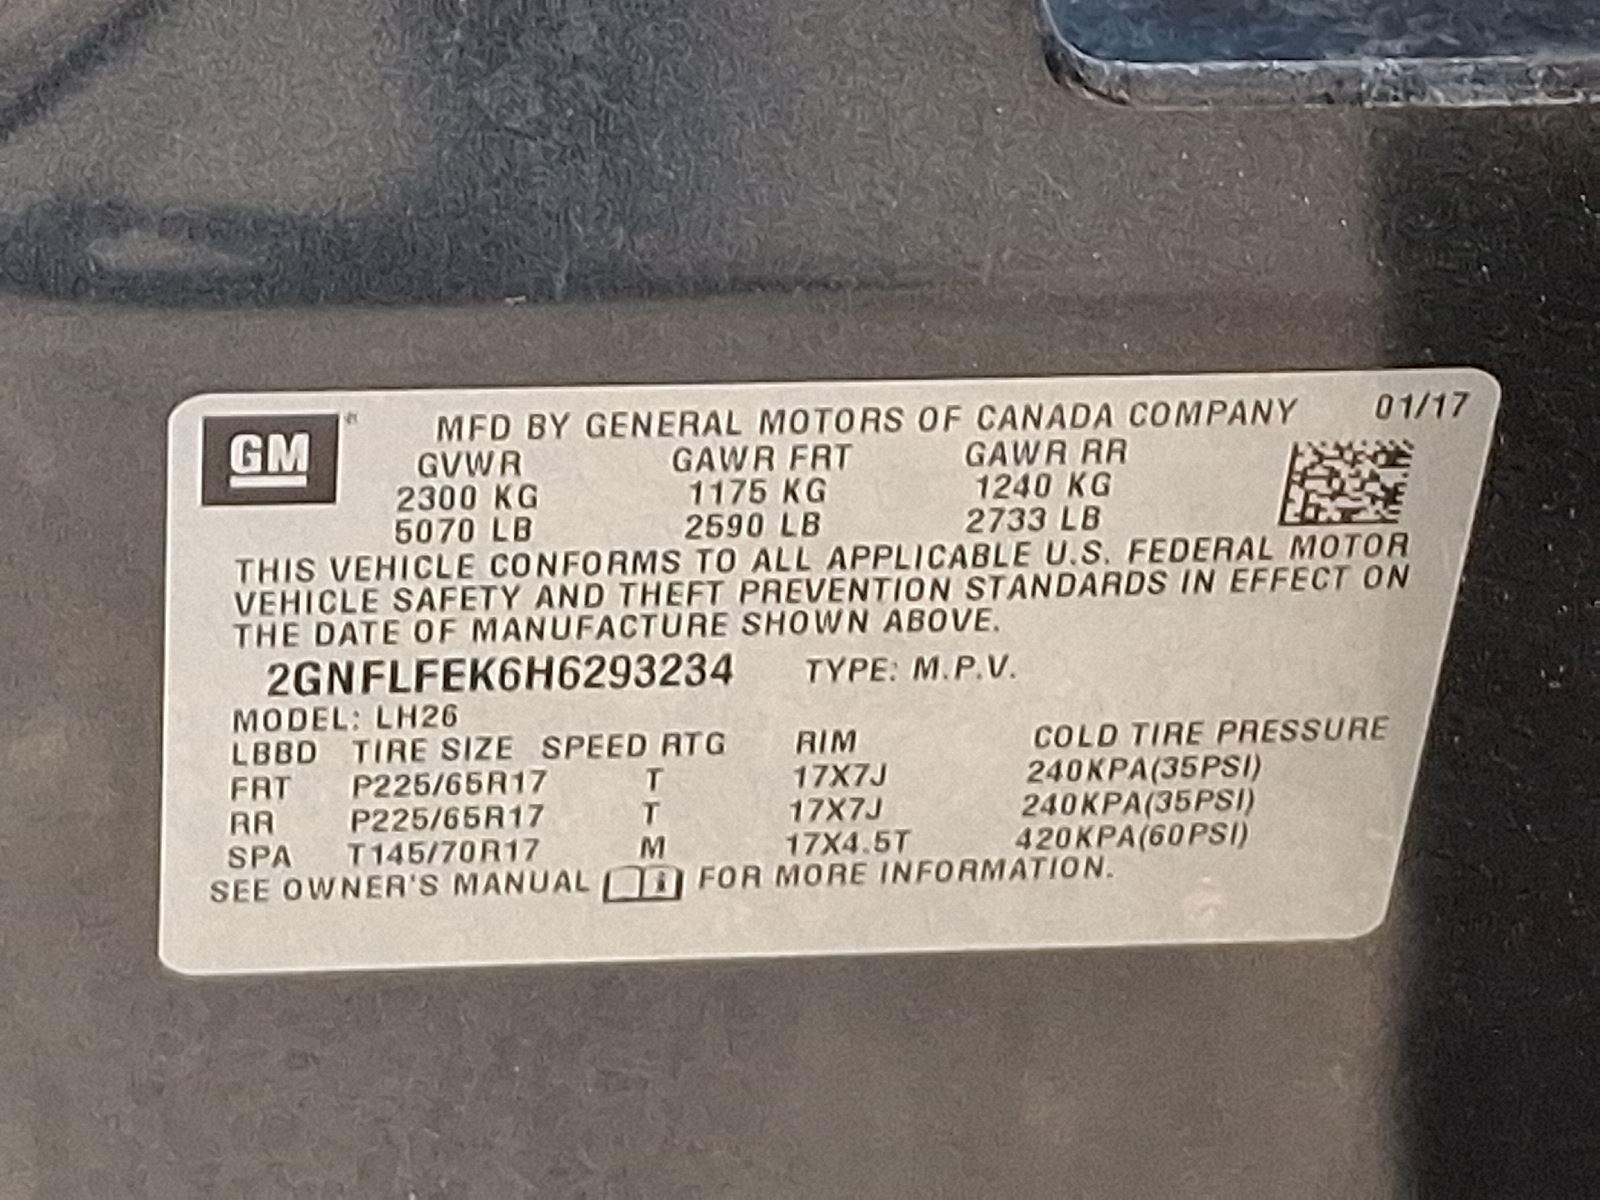 GM
MFD BY GENERAL MOTORS OF CANADA COMPANY 01/17
GVWR GAWR FRT GAWR RR
2300 KG 1175 KG 1240 KG
5070 LB 2590 LB 2733 LB
THIS VEHICLE CONFORMS TO ALL APPLICABLE U.S. FEDERAL MOTOR
VEHICLE SAFETY AND THEFT PREVENTION STANDARDS IN EFFECT ON
THE DATE OF MANUFACTURE SHOWN ABOVE.
2GNFLFEK6H6293234 TYPE: M.P.V.
MODEL: LH26
LBBD TIRE SIZE SPEED RTG RIM COLD TIRE PRESSURE
FRT P225/65R17 T 17X7J 240KPA(35PSI)
RR P225/65R17 T 17X7J 240KPA(35PSI)
SPA T145/70R17 M 17X4.5T 420KPA(60PSI)
SEE OWNER'S MANUAL FOR MORE INFORMATION.